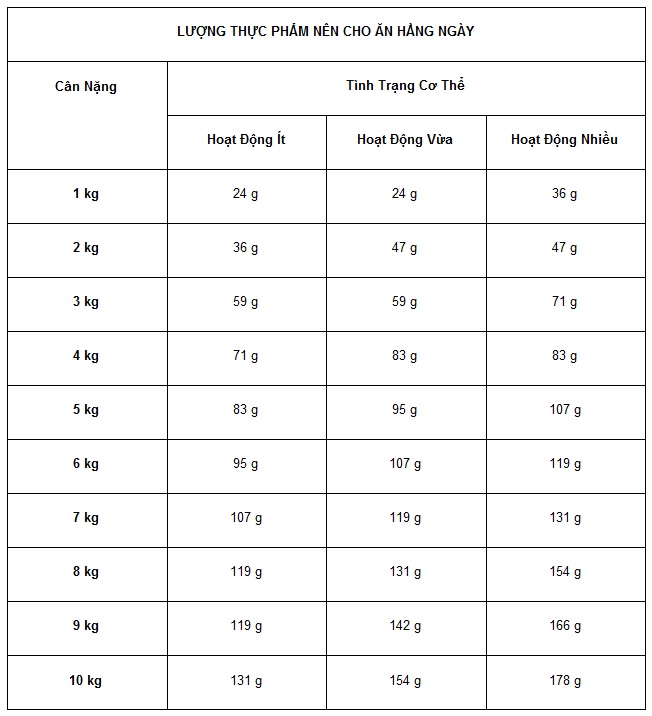 LƯỢNG THỰC PHẨM NÊN CHO ĂN HẰNG NGÀY
Cân Nặng
Tình Trạng Cơ Thể
Hoạt Động Ít
Hoạt Động Vừa
Hoạt Động Nhiều
1 kg 24 g 24 g 36 g
2 kg 36 g 47 g 47 g
3 kg 59 g 59 g 71 g
4 kg 71 g 83 g 83 g
5 kg 83 g 95 g 107 g
6 kg 95 g 107 g 119 g
7 kg 107 g 119 g 131 g
8 kg 119 g 131 g 154 g
9 kg 119 g 142 g 166 g
10 kg 131 g 154 g 178 g